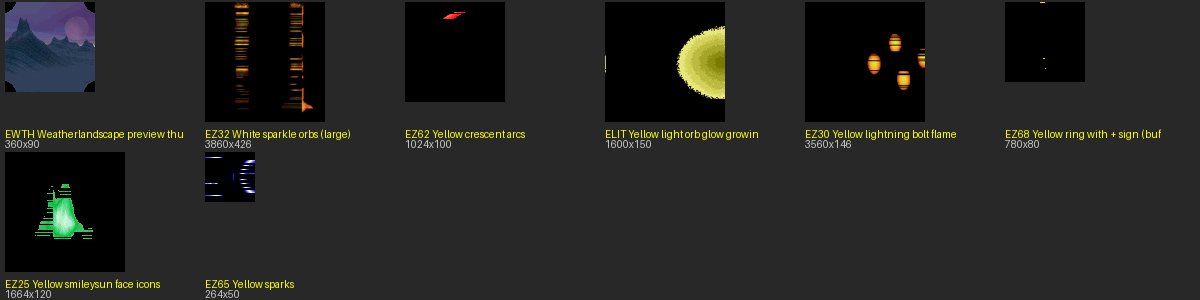 EWTH Weatherlandscape preview thu
360x90
EZ32 White sparkle orbs (large)
3860x426
EZ62 Yellow crescent arcs
1024x100
ELIT Yellow light orb glow growin
1600x150
EZ30 Yellow lightning bolt flame
3560x146
EZ68 Yellow ring with + sign (buf
780x80
EZ25 Yellow smileysun face icons
1664x120
EZ65 Yellow sparks
264x50